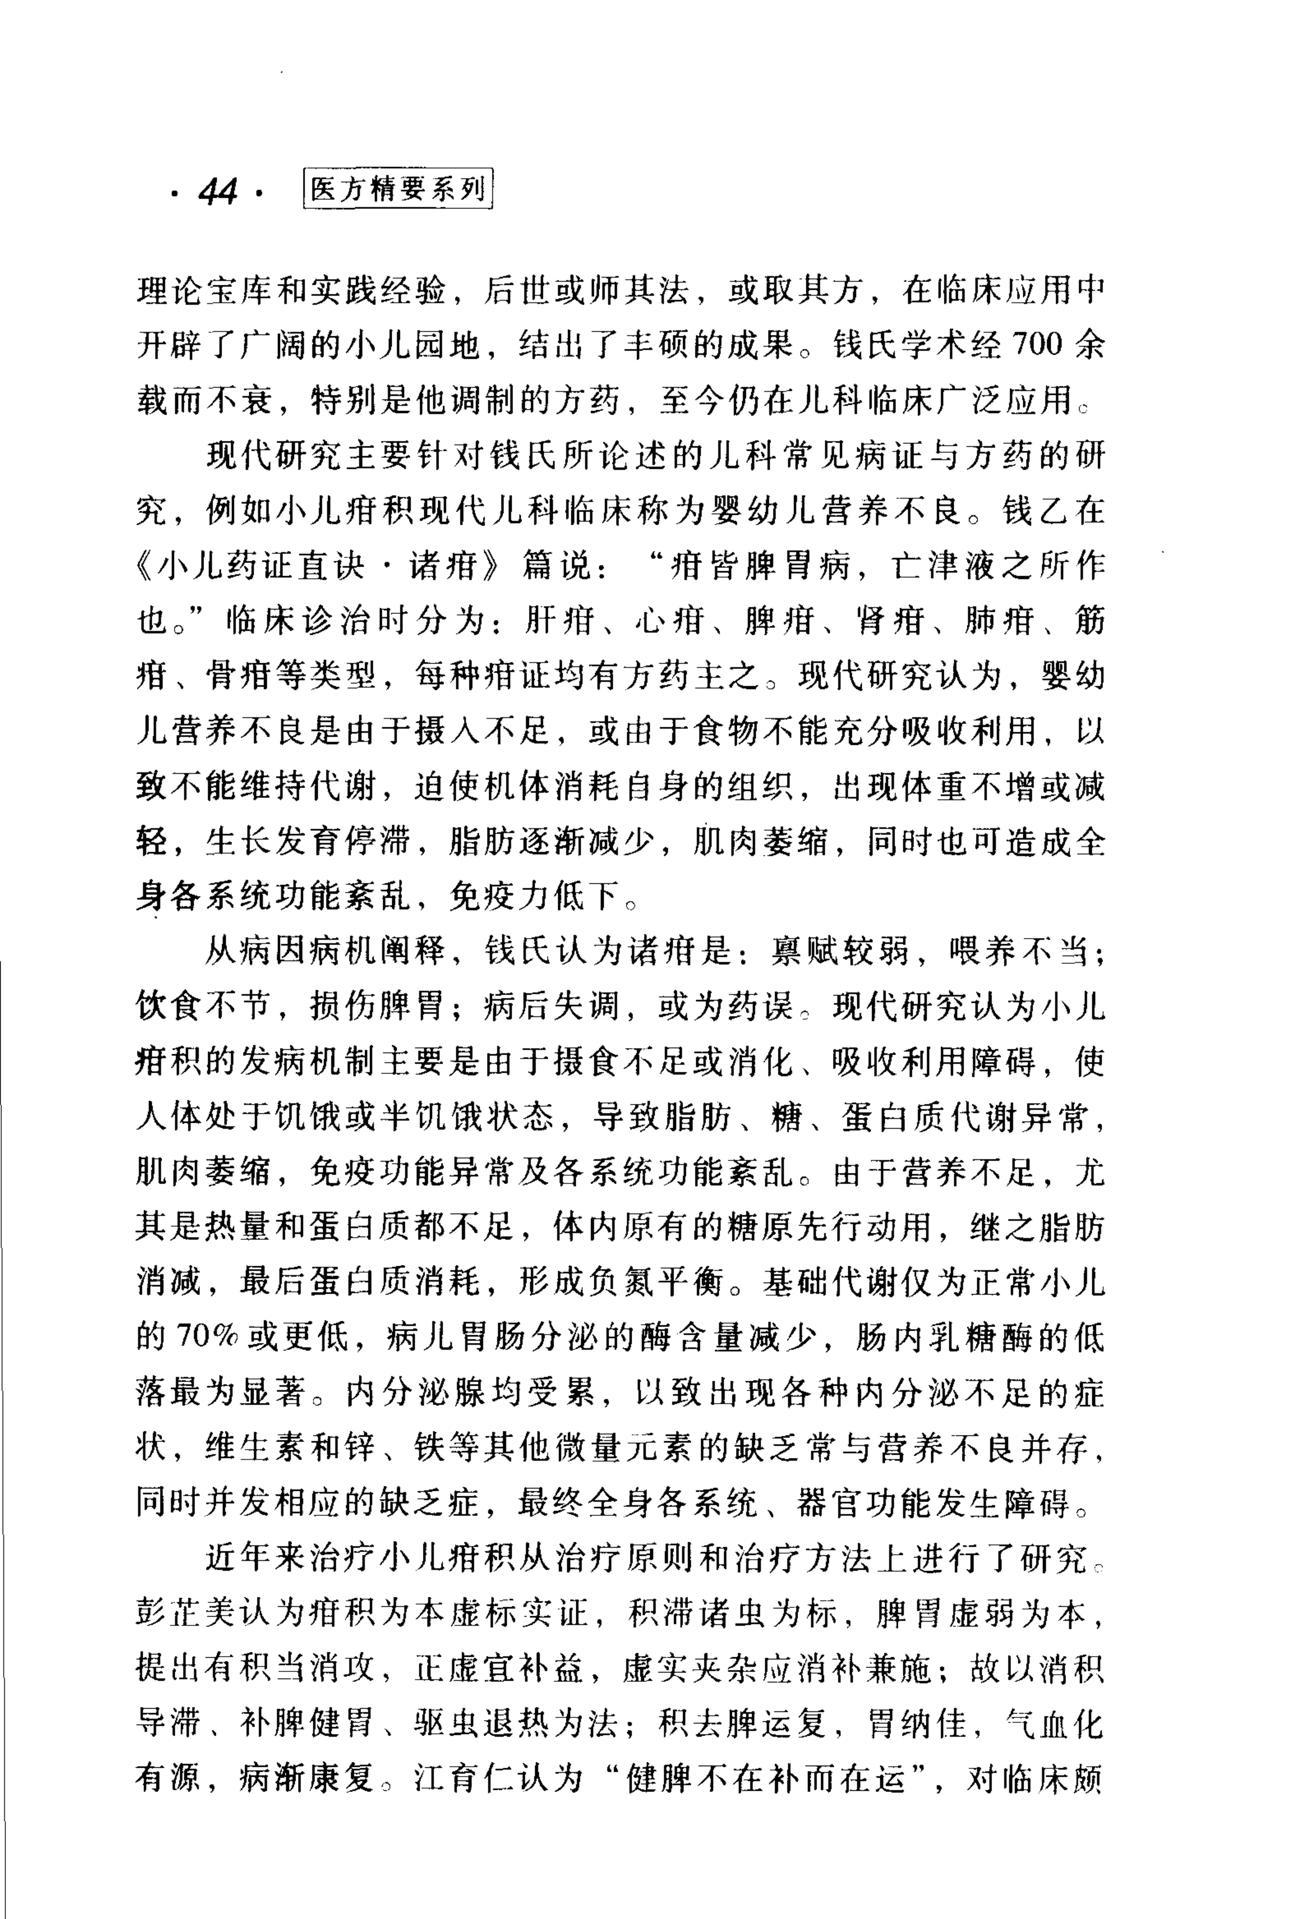 ·44· 医方精要系列
理论宝库和实践经验，后世或师其法，或取其方，在临床应用中
开辟了广阔的小儿园地，结出了丰硕的成果。钱氏学术经 700 余
载而不衰，特别是他调制的方药，至今仍在儿科临床广泛应用。
现代研究主要针对钱氏所论述的儿科常见病证与方药的研
究，例如小儿疳积现代儿科临床称为婴幼儿营养不良。钱乙在
《小儿药证直诀·诸疳》篇说：“疳皆脾胃病，亡津液之所作
也。”临床诊治时分为：肝疳、心疳、脾疳、肾疳、肺疳、筋
疳、骨疳等类型，每种疳证均有方药主之。现代研究认为，婴幼
儿营养不良是由于摄入不足，或由于食物不能充分吸收利用，以
致不能维持代谢，迫使机体消耗自身的组织，出现体重不增或减
轻，生长发育停滞，脂肪逐渐减少，肌肉萎缩，同时也可造成全
身各系统功能紊乱，免疫力低下。
从病因病机阐释，钱氏认为诸疳是：禀赋较弱，喂养不当；
饮食不节，损伤脾胃；病后失调，或为药误。现代研究认为小儿
疳积的发病机制主要是由于摄食不足或消化、吸收利用障碍，使
人体处于饥饿或半饥饿状态，导致脂肪、糖、蛋白质代谢异常，
肌肉萎缩，免疫功能异常及各系统功能紊乱。由于营养不足，尤
其是热量和蛋白质都不足，体内原有的糖原先行动用，继之脂肪
消减，最后蛋白质消耗，形成负氮平衡。基础代谢仅为正常小儿
的 70%或更低，病儿胃肠分泌的酶含量减少，肠内乳糖酶的低
落最为显著。内分泌腺均受累，以致出现各种内分泌不足的症
状，维生素和锌、铁等其他微量元素的缺乏常与营养不良并存，
同时并发相应的缺乏症，最终全身各系统、器官功能发生障碍。
近年来治疗小儿疳积从治疗原则和治疗方法上进行了研究。
彭芷美认为疳积为本虚标实证，积滞诸虫为标，脾胃虚弱为本，
提出有积当消攻，正虚宜补益，虚实夹杂应消补兼施；故以消积
导滞、补脾健胃、驱虫退热为法；积去脾运复，胃纳佳，气血化
有源，病渐康复。江育仁认为“健脾不在补而在运”，对临床颇